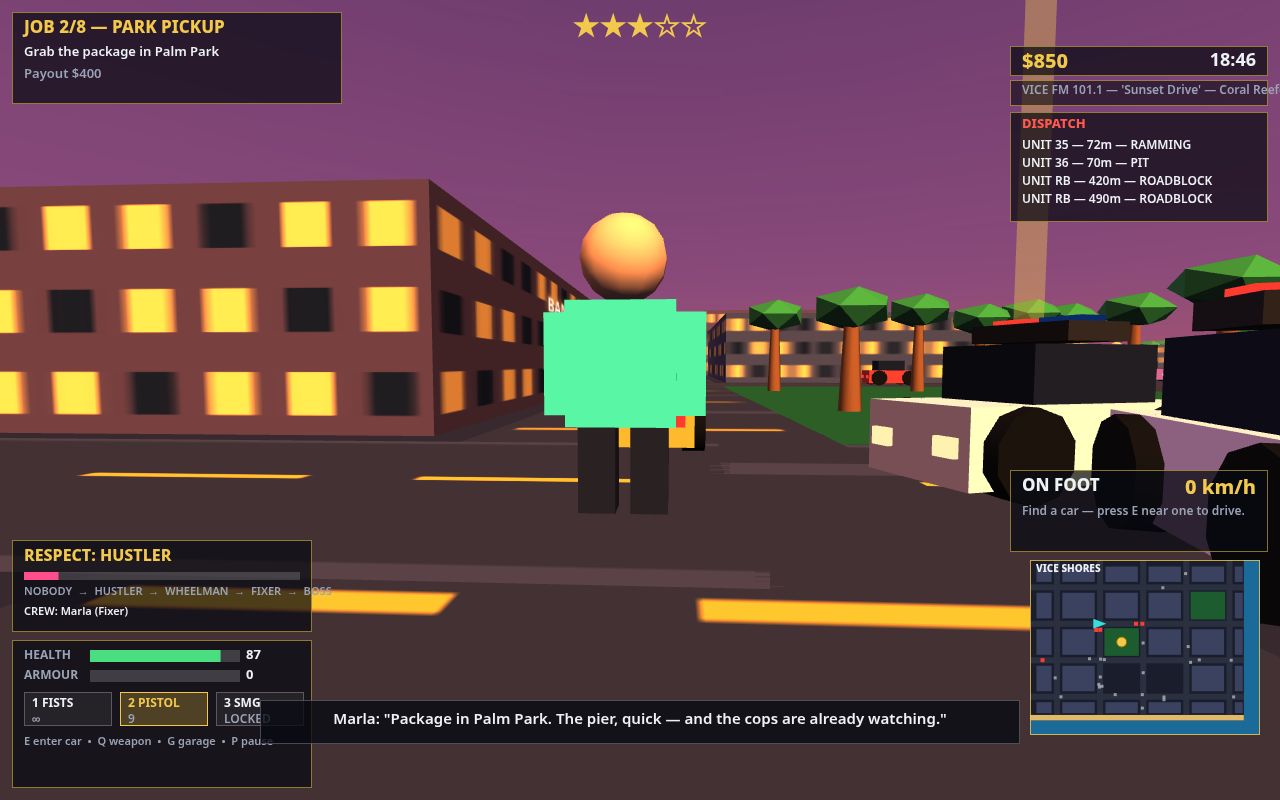 JOB 2/8 — PARK PICKUP
Grab the package in Palm Park
Payout $400
★★★☆☆
$850 18:46
VICE FM 101.1 — 'Sunset Drive' — Coral Reef
DISPATCH
UNIT 35 — 72m — RAMMING
UNIT 36 — 70m — PIT
UNIT RB — 420m — ROADBLOCK
UNIT RB — 490m — ROADBLOCK
BA
ON FOOT 0 km/h
Find a car — press E near one to drive.
VICE SHORES
RESPECT: HUSTLER
NOBODY → HUSTLER → WHEELMAN → FIXER → BOSS
CREW: Marla (Fixer)
HEALTH 87
ARMOUR 0
1 FISTS 2 PISTOL 3 SMG
∞ 9 LOCKED
E enter car • Q weapon • G garage • P pause
Marla: "Package in Palm Park. The pier, quick — and the cops are already watching."